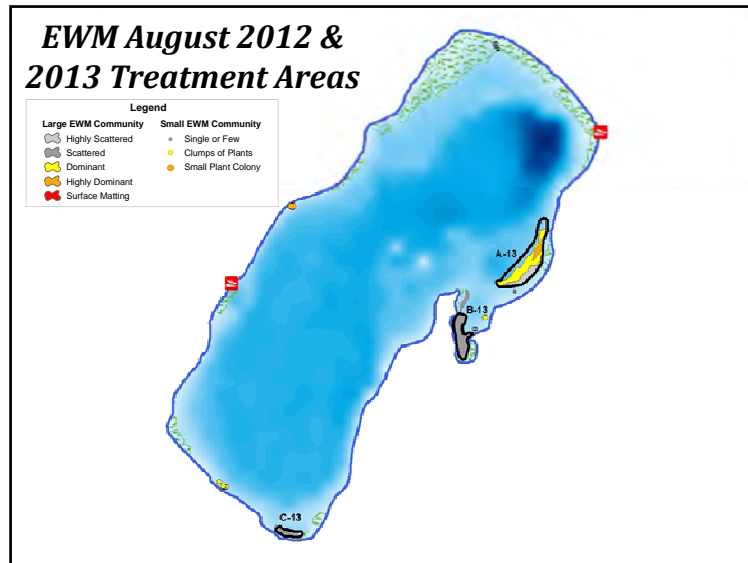 EWM August 2012 &
2013 Treatment Areas
Legend
Large EWM Community
Highly Scattered
Scattered
Dominant
Highly Dominant
Surface Matting
Small EWM Community
Single or Few
Clumps of Plants
Small Plant Colony
A-13
B-13
C-13